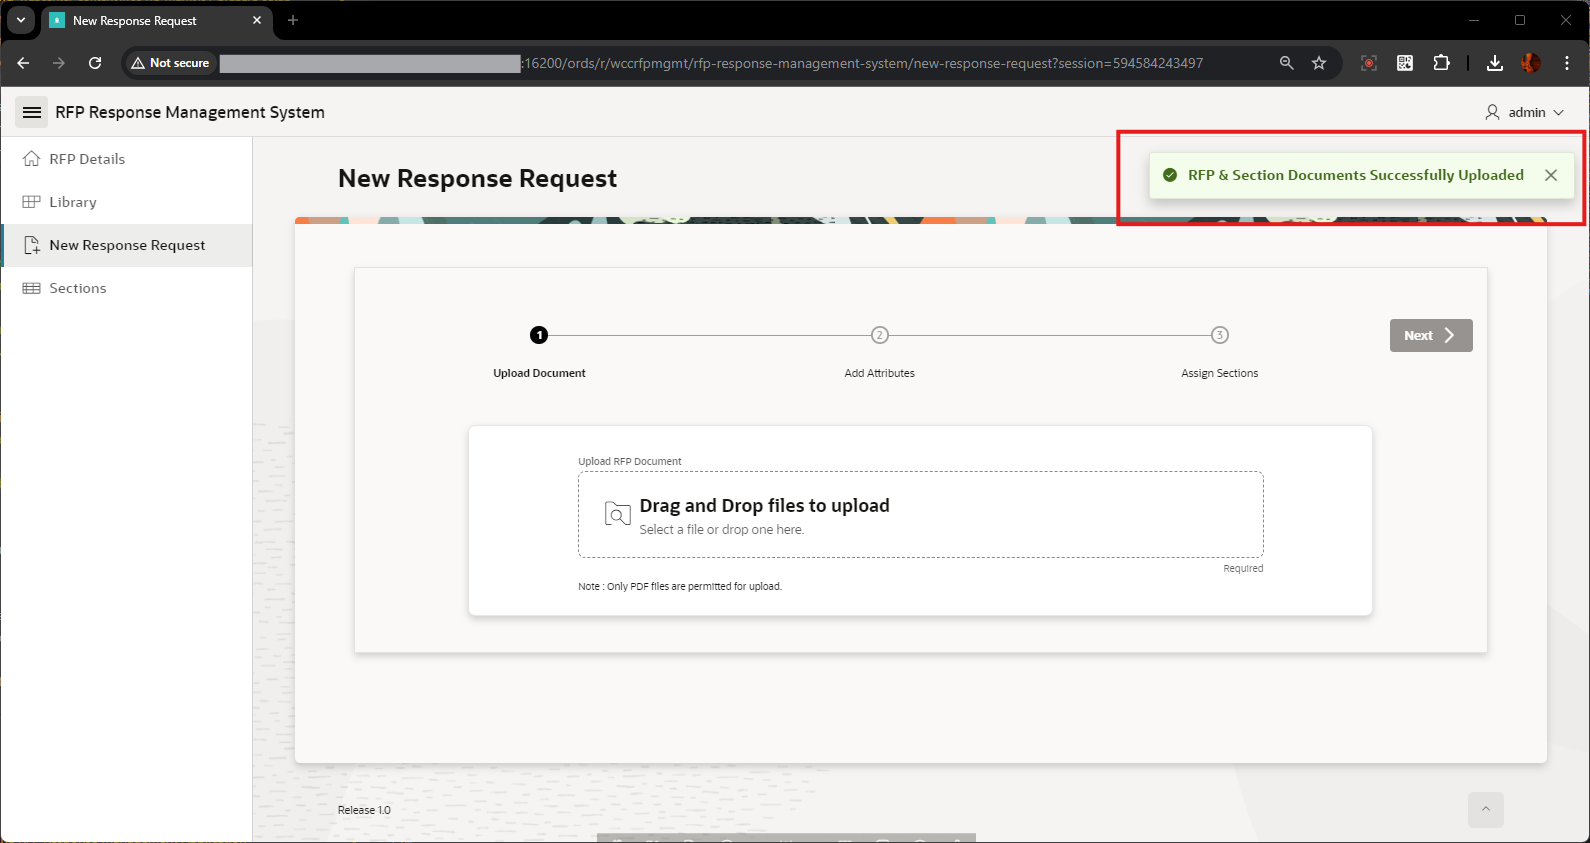 New Response Request
Not secure
:16200/ords/r/wccrfpmgmt/rfp-response-management-system/new-response-request?session=594584243497
RFP Response Management System
admin
RFP Details
Library
New Response Request
Sections
New Response Request
RFP & Section Documents Successfully Uploaded
1
2
3
Next
Upload Document
Add Attributes
Assign Sections
Upload RFP Document
Drag and Drop files to upload
Select a file or drop one here.
Required
Note : Only PDF files are permitted for upload.
Release 1.0